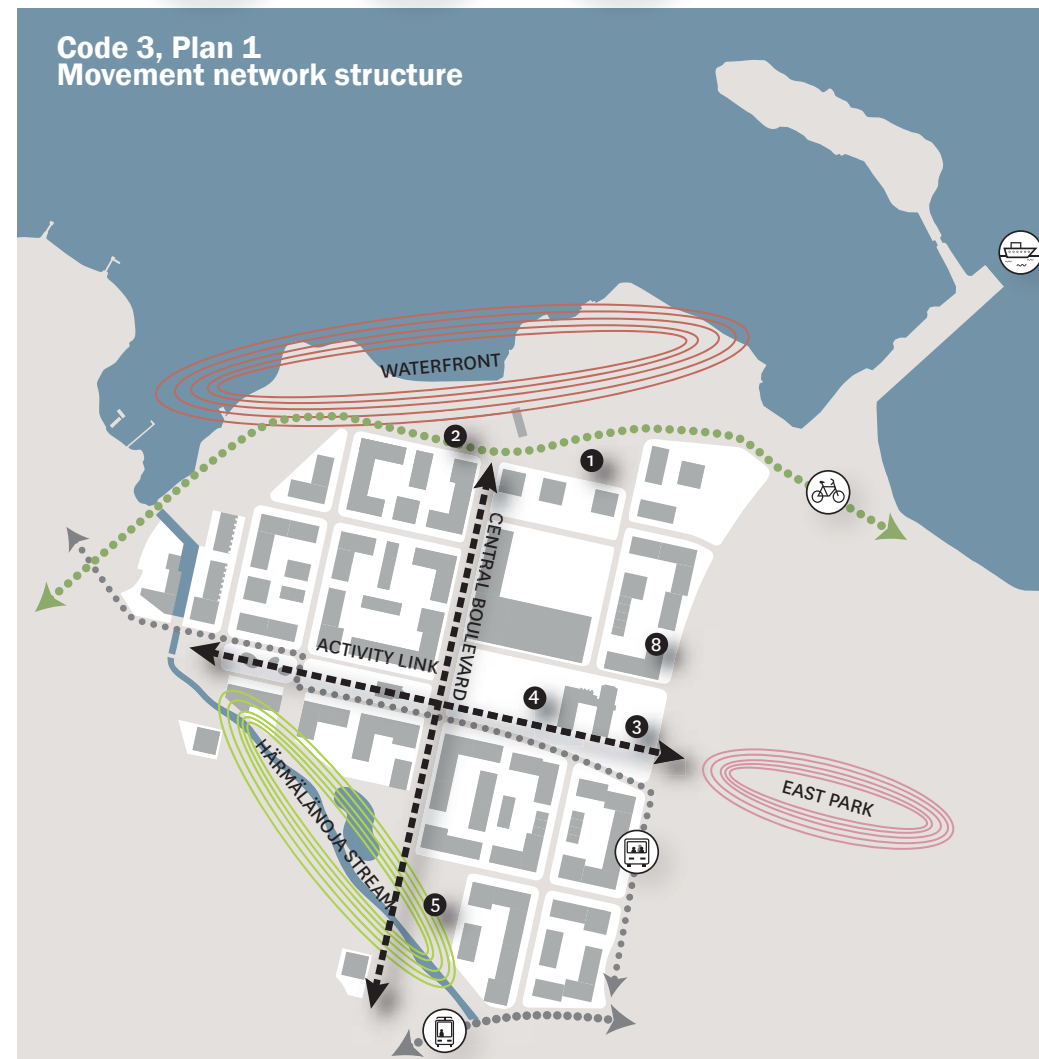 Code 3, Plan 1
Movement network structure
WATERFRONT
2
1
CENTRAL BOULEVARD
8
ACTIVITY LINK
4
3
EAST PARK
HÄRMÄLÄNOJA STREAM
5